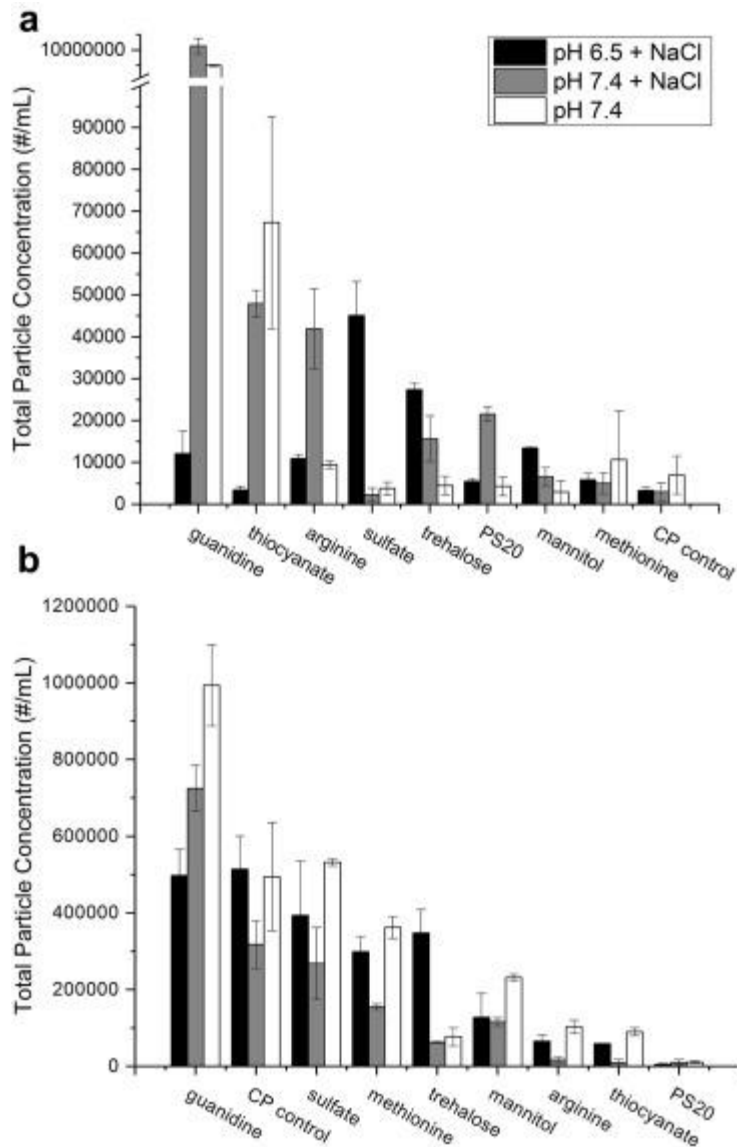 a
Total Particle Concentration (#/mL)
10000000
90000
80000
70000
60000
50000
40000
30000
20000
10000
0
pH 6.5 + NaCl
pH 7.4 + NaCl
pH 7.4
guanidine
thiocyanate
arginine
sulfate
trehalose
PS20
mannitol
methionine
CP control
b
Total Particle Concentration (#/mL)
1200000
1000000
800000
600000
400000
200000
0
guanidine
CP control
sulfate
methionine
trehalose
mannitol
arginine
thiocyanate
PS20